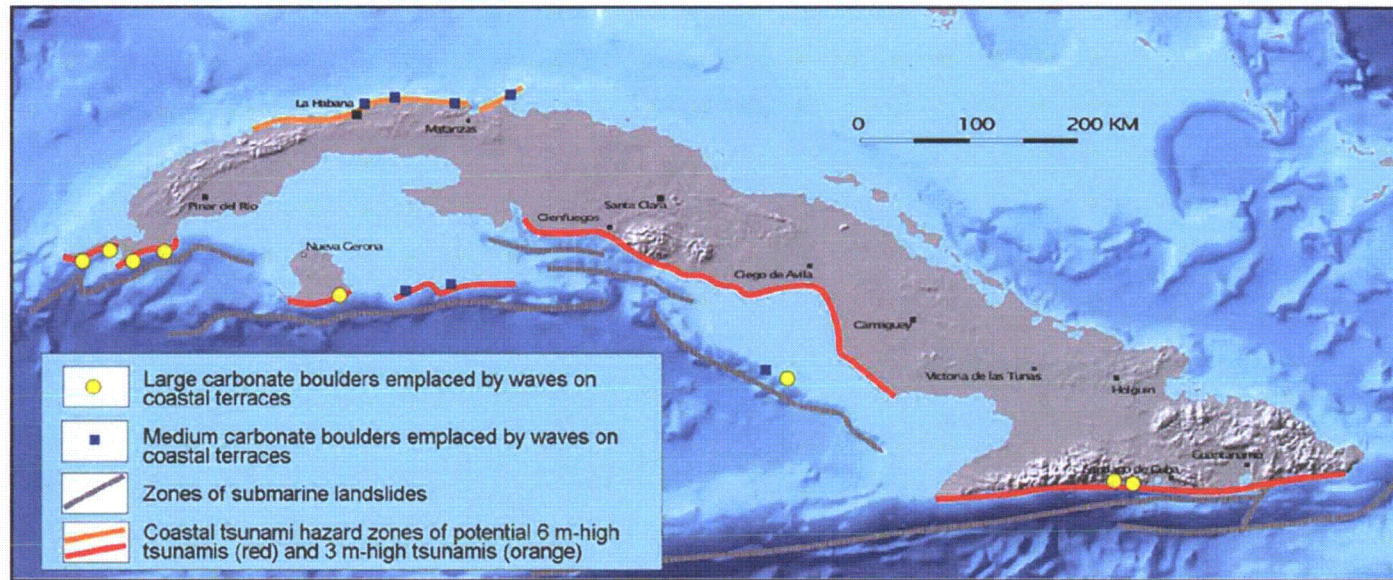 La Habana
Matanzas
0 100 200 KM
Pinar del Rio
Santa Clara
Cienfuegos
Nueva Gerona
Ciego de Avila
Camaguey
Victoria de las Tunas
Holguin
Guantanamo
Santiago de Cuba
Large carbonate boulders emplaced by waves on
coastal terraces
Medium carbonate boulders emplaced by waves on
coastal terraces
Zones of submarine landslides
Coastal tsunami hazard zones of potential 6 m-high
tsunamis (red) and 3 m-high tsunamis (orange)